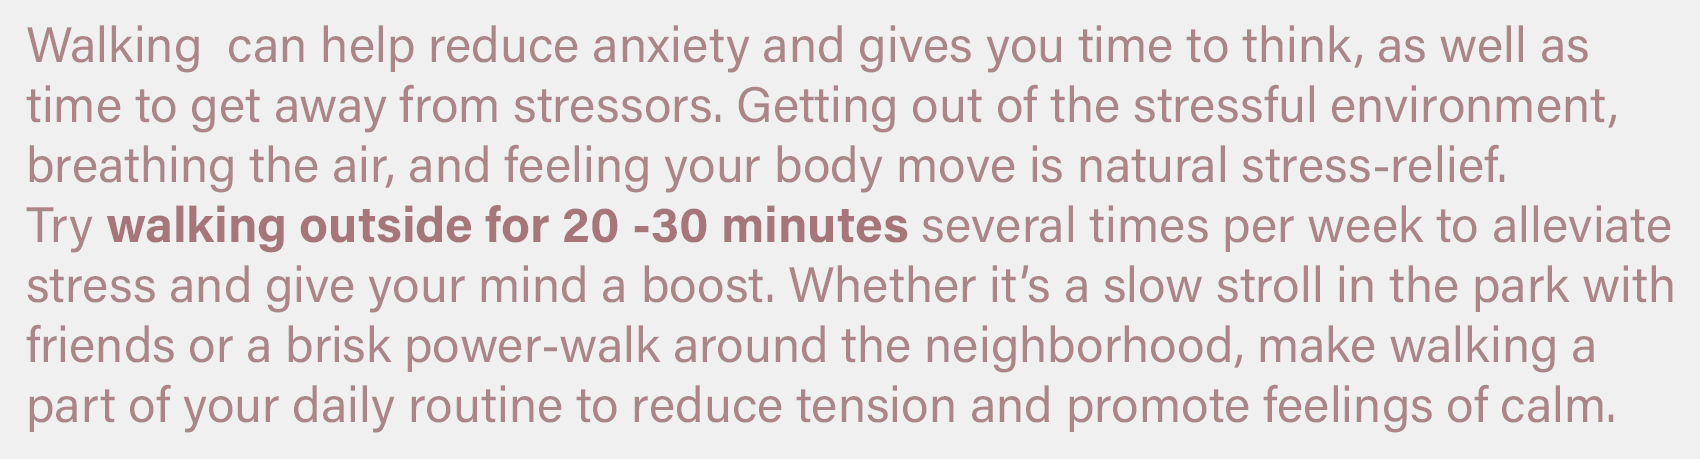 Walking  can help reduce anxiety and gives you time to think, as well as
time to get away from stressors. Getting out of the stressful environment,
breathing the air, and feeling your body move is natural stress-relief.
Try walking outside for 20 -30 minutes several times per week to alleviate
stress and give your mind a boost. Whether it’s a slow stroll in the park with
friends or a brisk power-walk around the neighborhood, make walking a
part of your daily routine to reduce tension and promote feelings of calm.